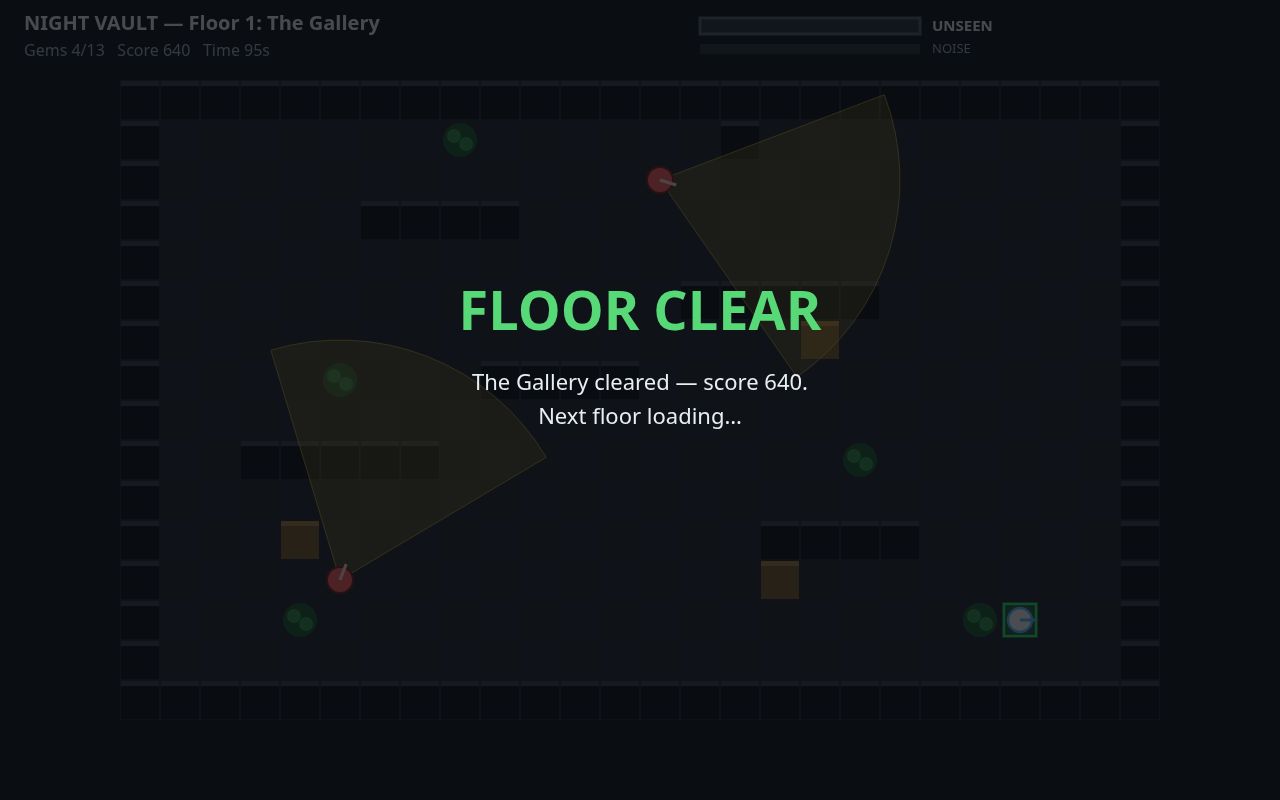 NIGHT VAULT — Floor 1: The Gallery
Gems 4/13 Score 640 Time 95s
UNSEEN
NOISE
FLOOR CLEAR
The Gallery cleared — score 640.
Next floor loading…